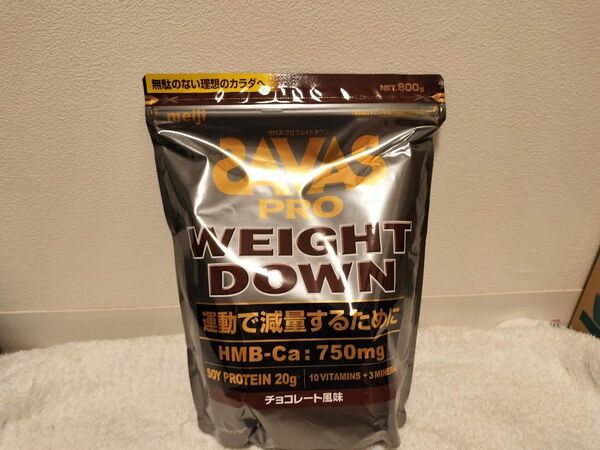 無駄のない理想のカラダへ
NET.800g
meiji
ザバス プロ ウェイトダウン
SAVAS
PRO
WEIGHT
DOWN
運動で減量するために
HMB-Ca:750mg
SOY PROTEIN 20g*
10 VITAMINS + 3 MINERALS
チョコレート風味